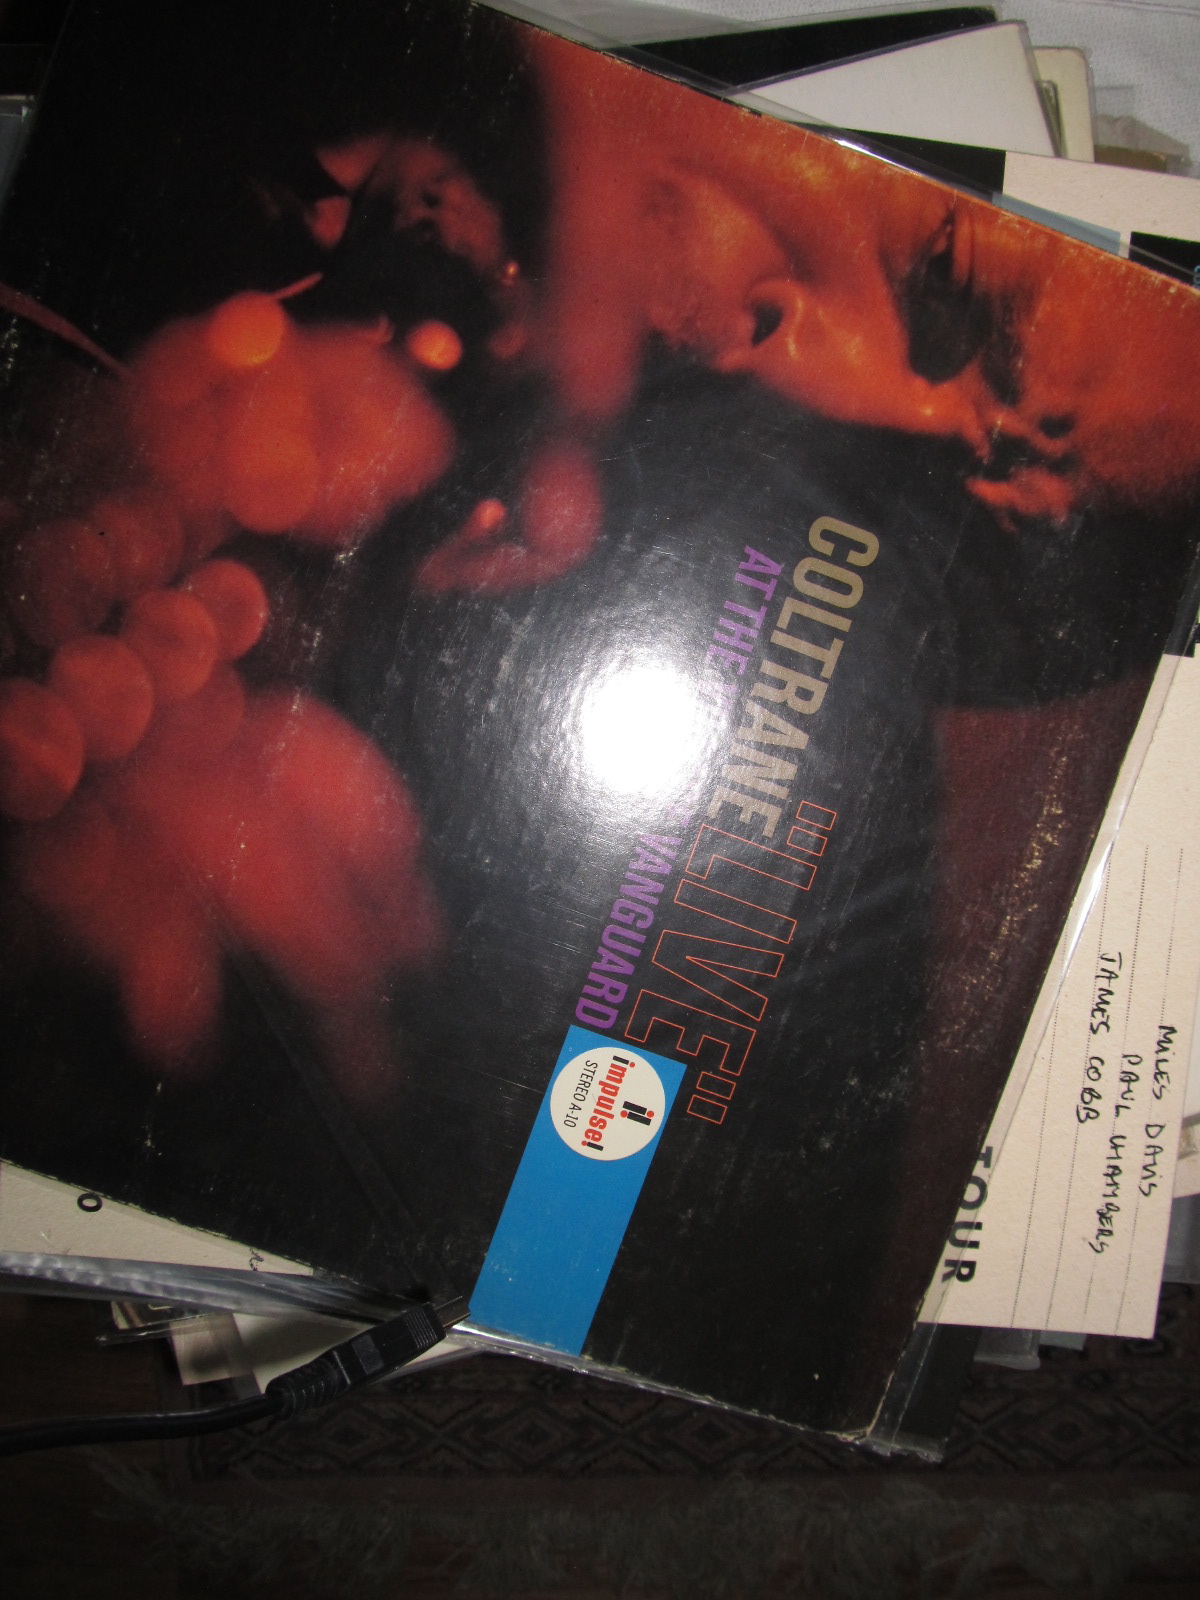 COLTRANE "LIVE"
AT THE VANGUARD
impulse!
STEREO A-10
MILES DAVIS
PAUL CHAMBERS
JAMES COBB
TOUR